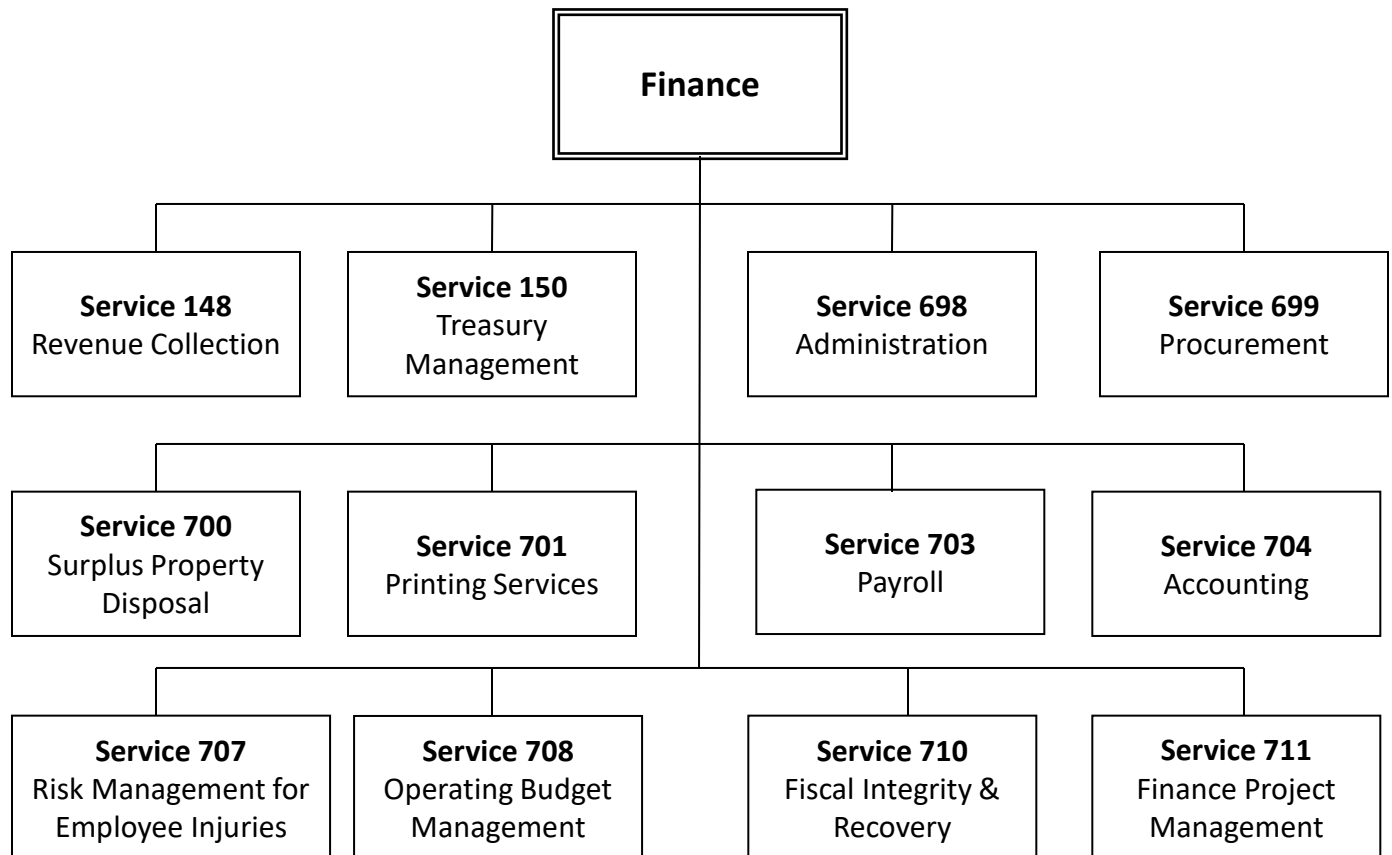 Finance
Service 148
Revenue Collection
Service 150
Treasury
Management
Service 698
Administration
Service 699
Procurement
Service 700
Surplus Property
Disposal
Service 701
Printing Services
Service 703
Payroll
Service 704
Accounting
Service 707
Risk Management for
Employee Injuries
Service 708
Operating Budget
Management
Service 710
Fiscal Integrity &
Recovery
Service 711
Finance Project
Management